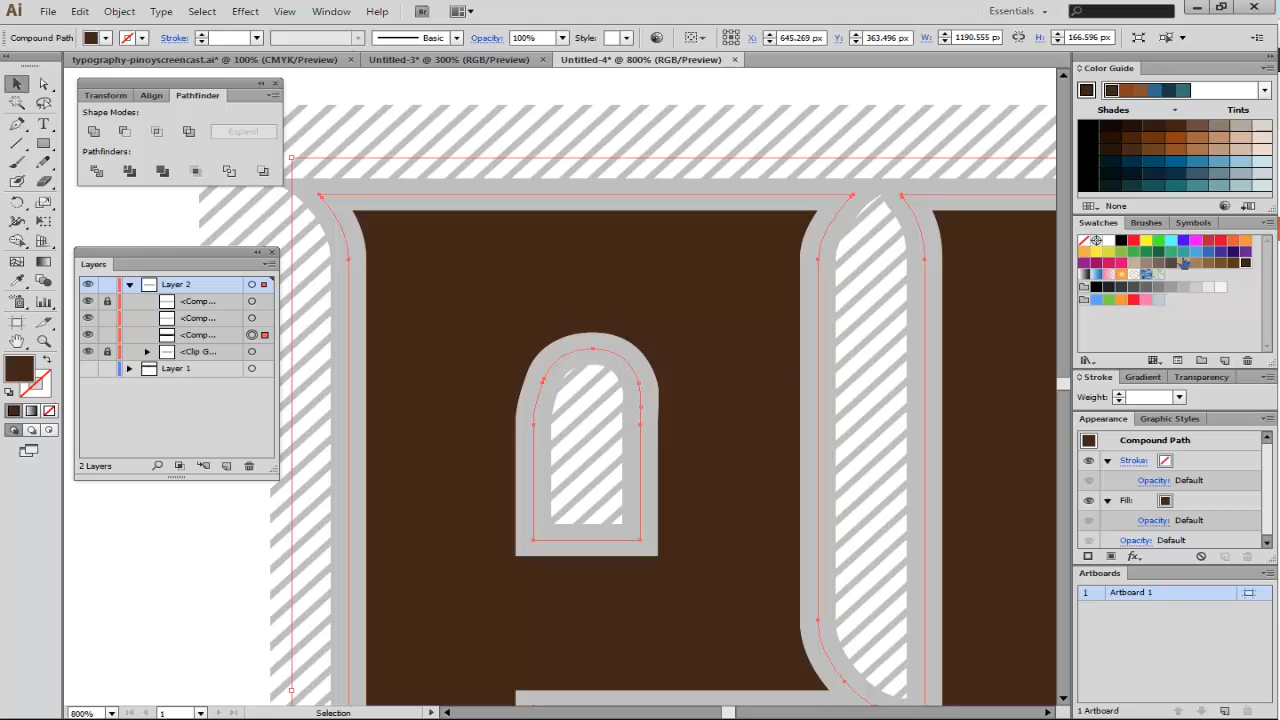 Ai File Edit Object Type Select Effect View Window Help Br Essentials
Compound Path Stroke: Basic Opacity: 100% Style: X: 645.269 px Y: 363.496 px W: 1190.555 px H: 166.596 px
typography-pinoyscreencast.ai* @ 100% (CMYK/Preview) × Untitled-3* @ 300% (RGB/Preview) × Untitled-4* @ 800% (RGB/Preview) ×
Color Guide
Transform Align Pathfinder
Shape Modes:
Expand
Pathfinders:
Shades Tints
None
Swatches Brushes Symbols
Layers
Layer 2
<Comp...
<Comp...
<Comp...
<Clip G...
Layer 1
2 Layers
Stroke Gradient Transparency
Weight:
Appearance Graphic Styles
Compound Path
Stroke:
Opacity: Default
Fill:
Opacity: Default
Opacity: Default
Artboards
1 Artboard 1
1 Artboard
800% 1 Selection